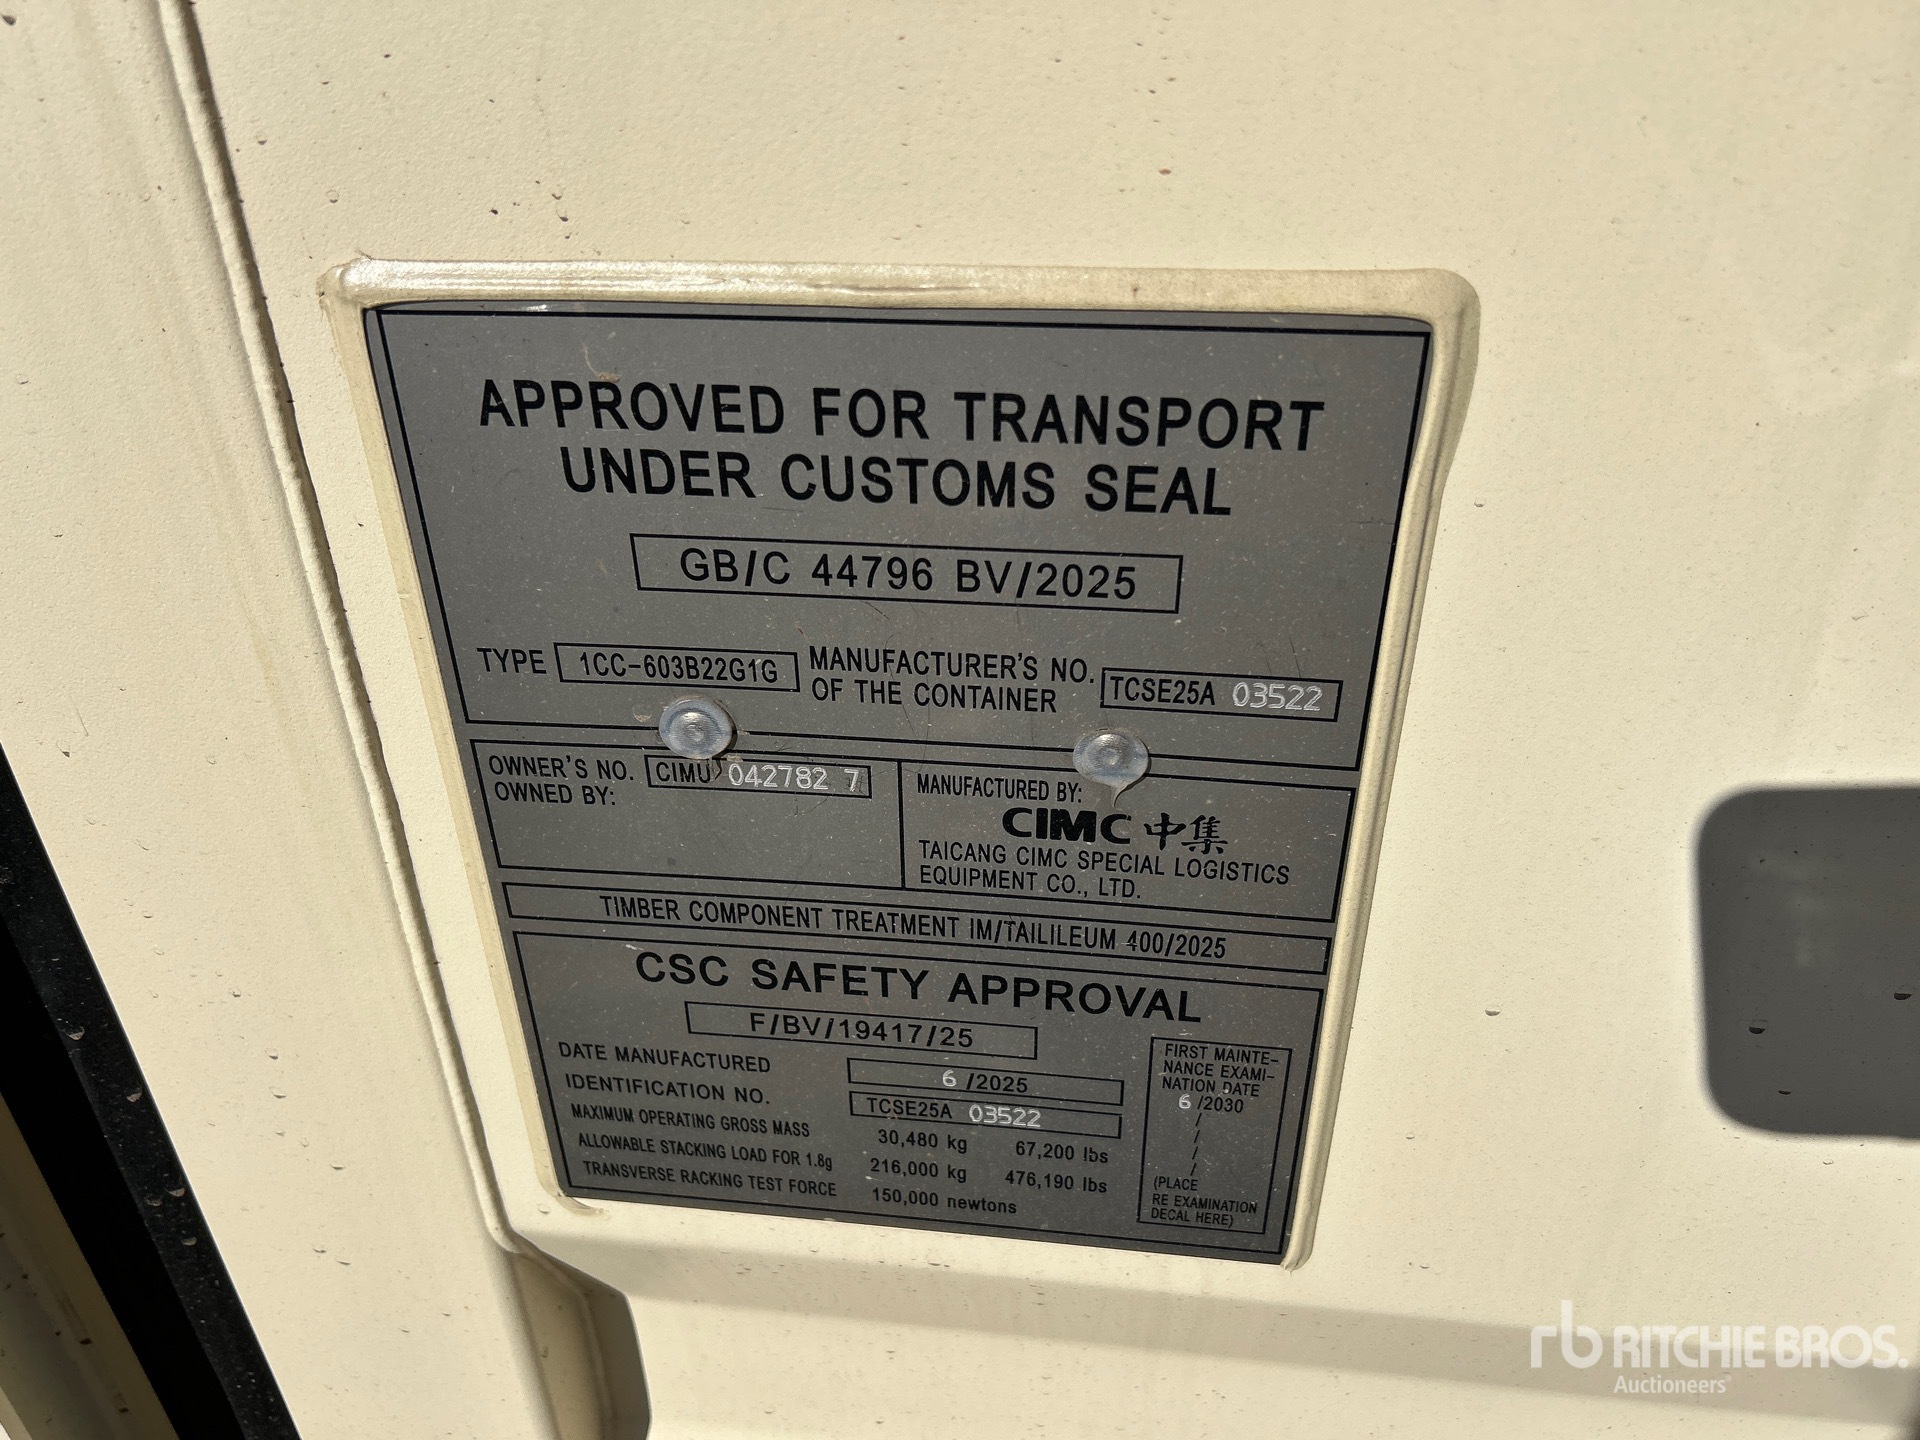 APPROVED FOR TRANSPORT
UNDER CUSTOMS SEAL
GB/C 44796 BV/2025
TYPE 1CC-603B22G1G
MANUFACTURER'S NO.
OF THE CONTAINER
TCSE25A 03522
OWNER'S NO. CIMU 042782 7
OWNED BY:
MANUFACTURED BY:
CIMC 中集
TAICANG CIMC SPECIAL LOGISTICS
EQUIPMENT CO., LTD.
TIMBER COMPONENT TREATMENT IM/TAILILEUM 400/2025
CSC SAFETY APPROVAL
F/BV/19417/25
DATE MANUFACTURED 6 /2025
IDENTIFICATION NO. TCSE25A 03522
MAXIMUM OPERATING GROSS MASS 30,480 kg 67,200 lbs
ALLOWABLE STACKING LOAD FOR 1.8g 216,000 kg 476,190 lbs
TRANSVERSE RACKING TEST FORCE 150,000 newtons
FIRST MAINTE-
NANCE EXAMI-
NATION DATE
6 /2030
/
/
/
/
(PLACE
RE EXAMINATION
DECAL HERE)
rb RITCHIE BROS.
Auctioneers